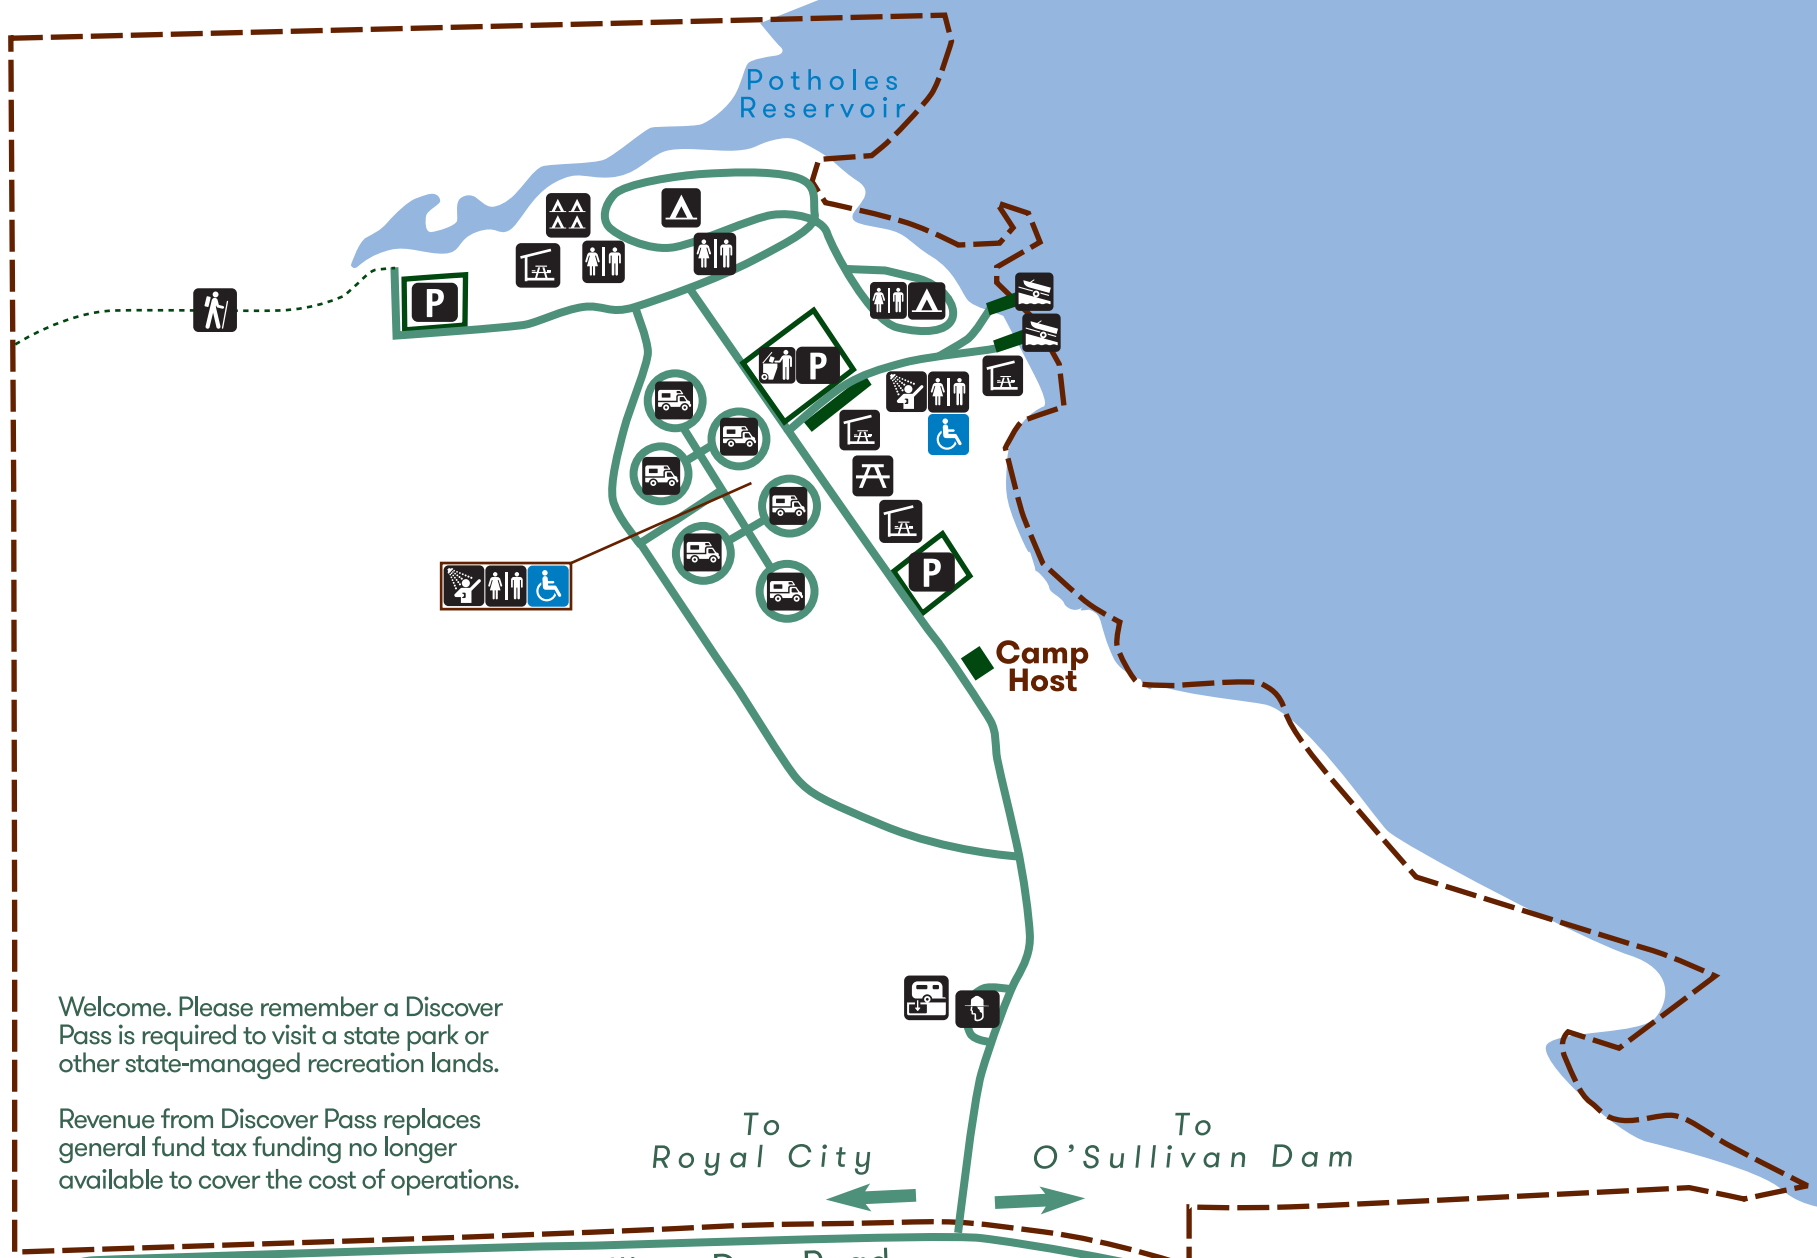 Potholes
Reservoir
P
P
P
Camp
Host
Welcome. Please remember a Discover
Pass is required to visit a state park or
other state-managed recreation lands.
Revenue from Discover Pass replaces
general fund tax funding no longer
available to cover the cost of operations.
To
Royal City
To
O’Sullivan Dam
Road